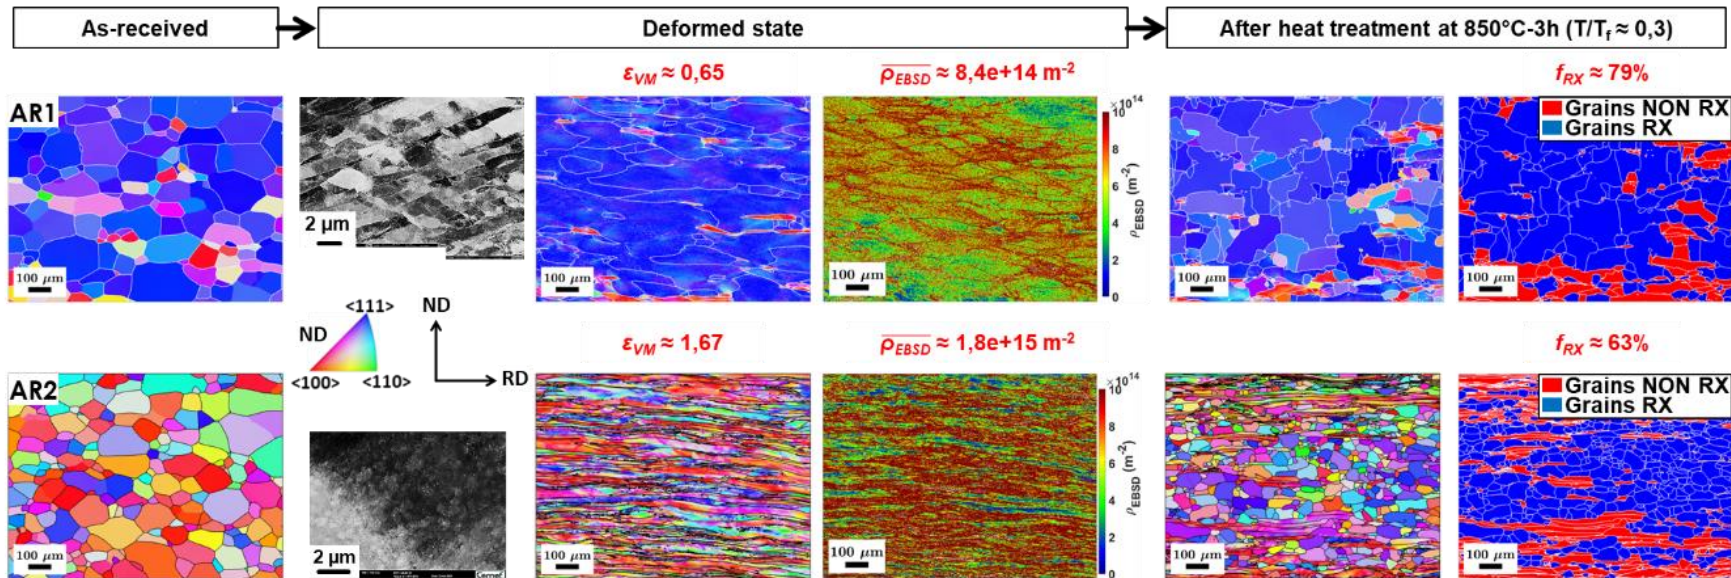 As-received
Deformed state
After heat treatment at 850°C-3h (T/T_f ≈ 0,3)
ε_VM ≈ 0,65
ρ_EBSD ≈ 8,4e+14 m⁻²
f_RX ≈ 79%
AR1
100 µm
2 µm
100 µm
100 µm
×10¹⁴
10
8
6
4
2
0
ρ_EBSD (m⁻²)
100 µm
Grains NON RX
Grains RX
100 µm
ND
<111>
<100>
<110>
ND
RD
ε_VM ≈ 1,67
ρ_EBSD ≈ 1,8e+15 m⁻²
f_RX ≈ 63%
AR2
100 µm
2 µm
100 µm
100 µm
×10¹⁴
10
8
6
4
2
0
ρ_EBSD (m⁻²)
100 µm
Grains NON RX
Grains RX
100 µm